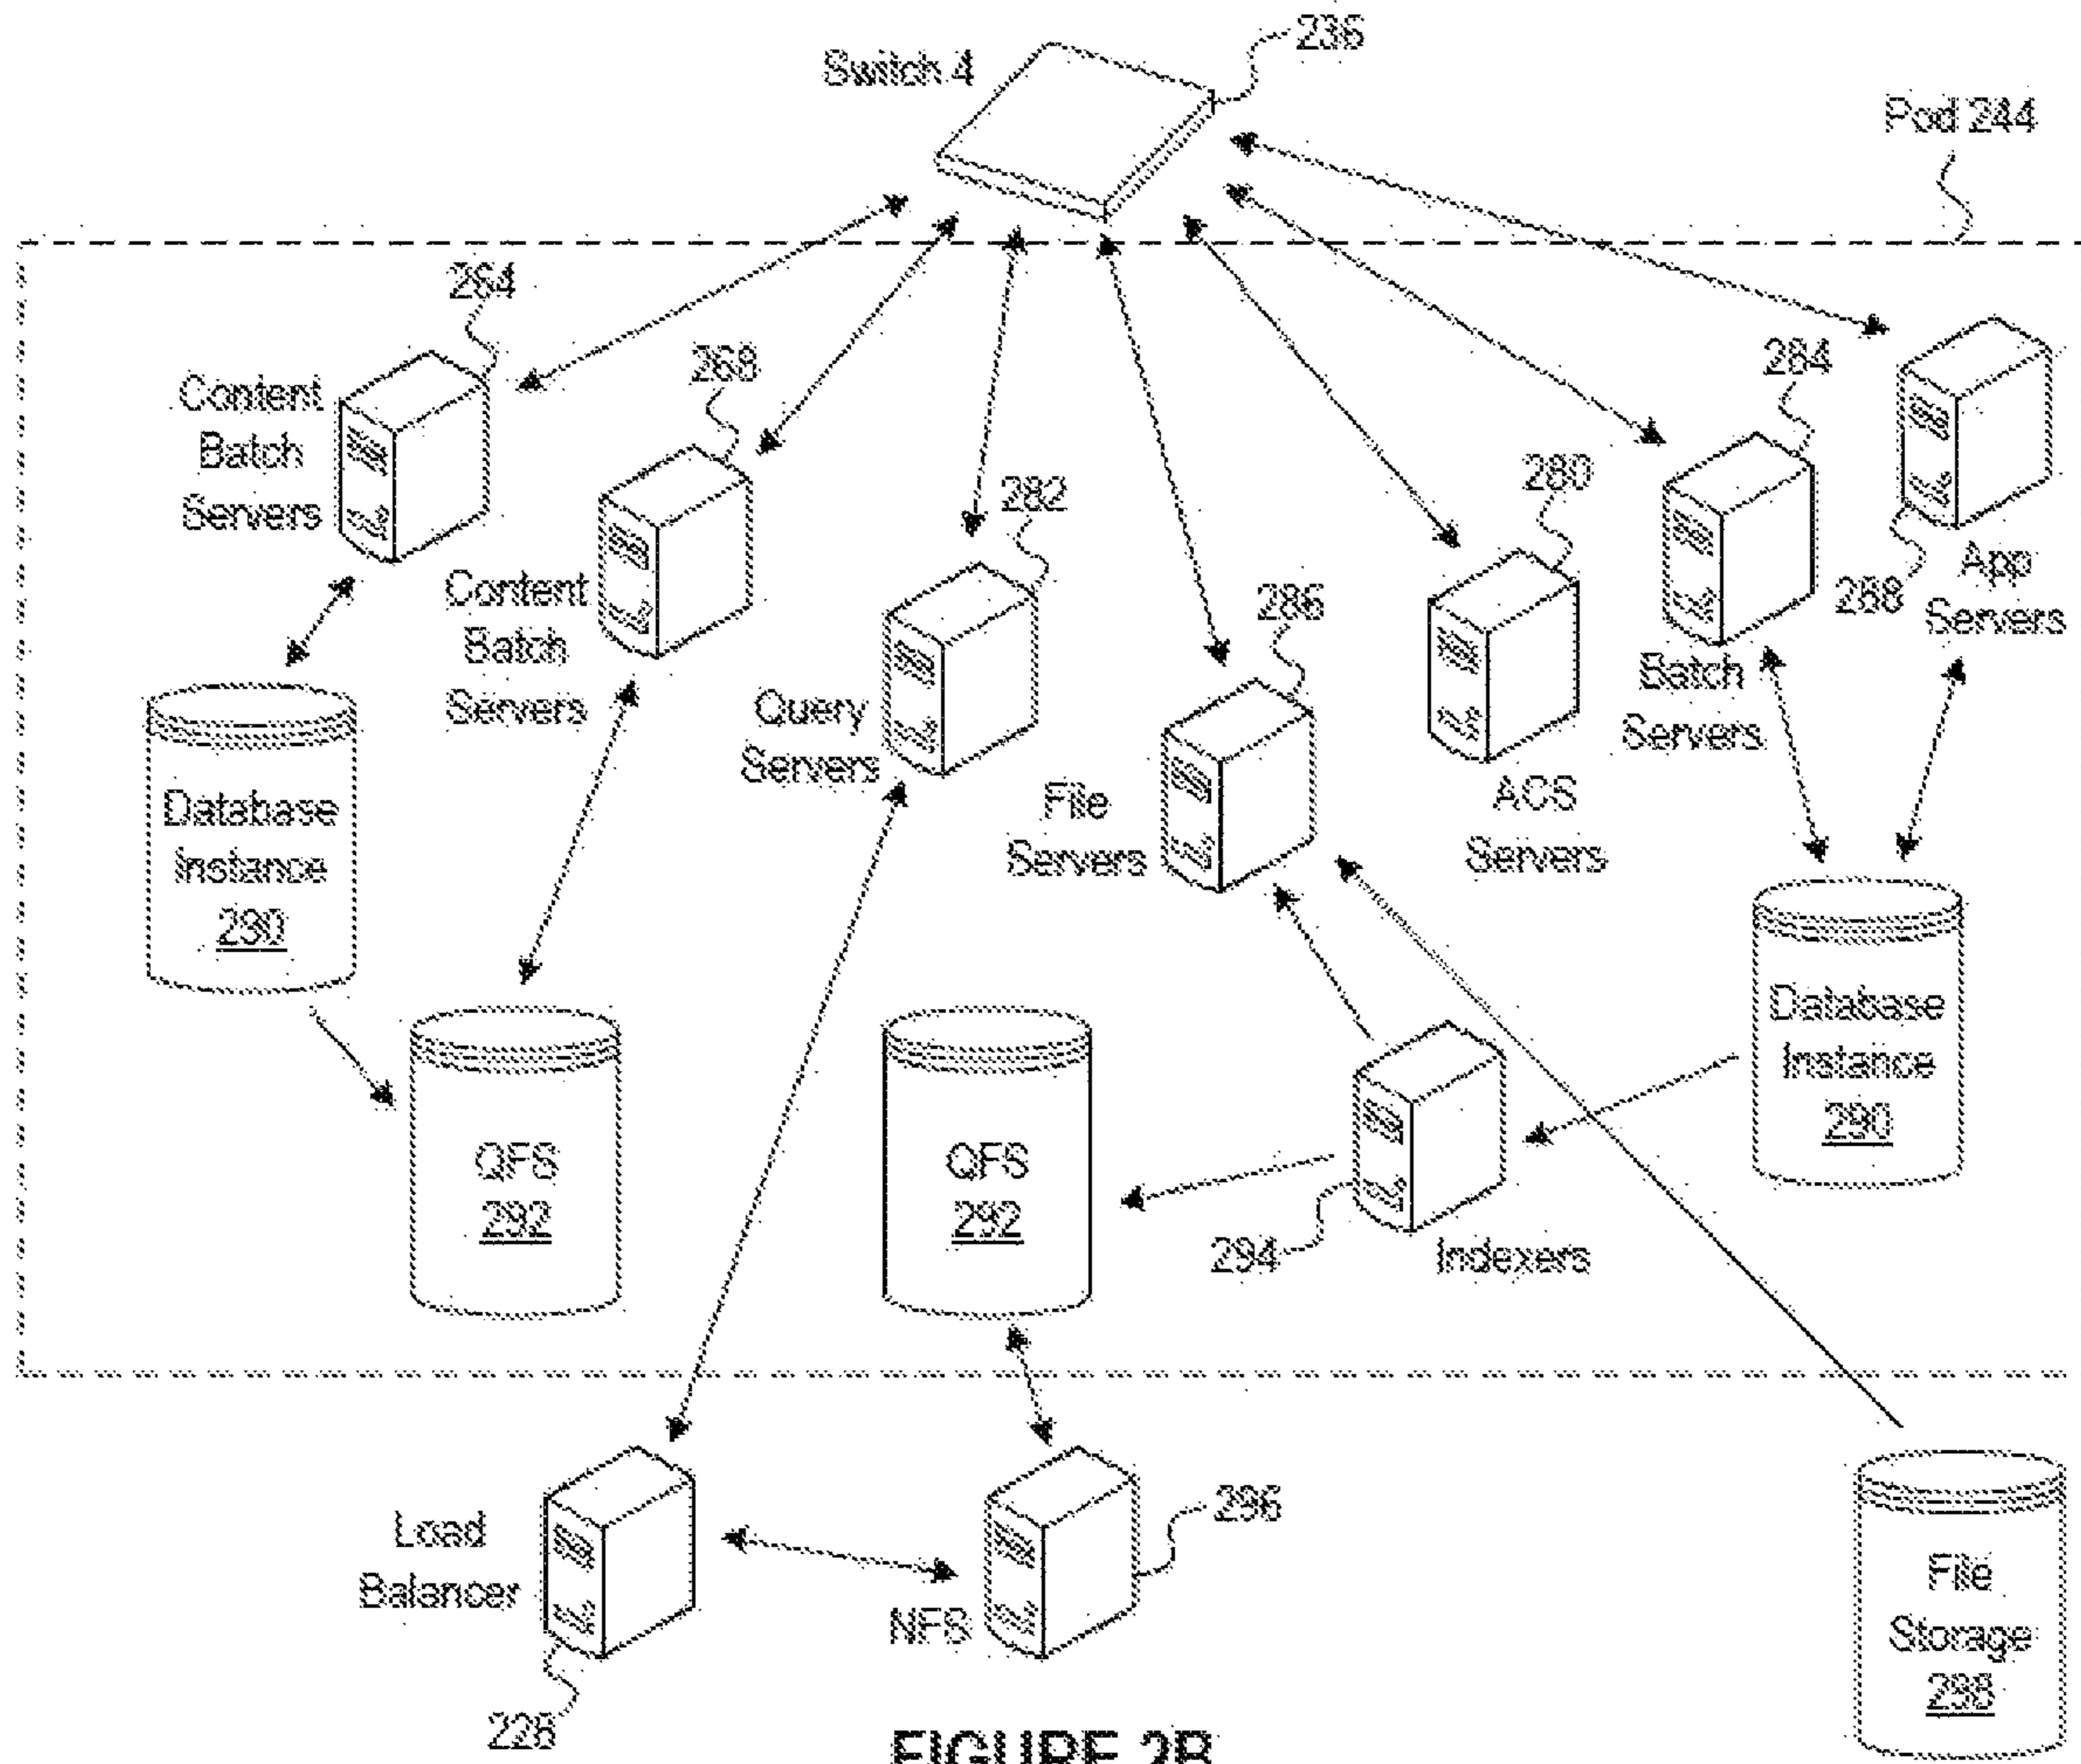 Switch 4
236
Pod 244
264
Content
Batch
Servers
268
Content
Batch
Servers
282
Query
Servers
286
File
Servers
280
ACS
Servers
284
Batch
Servers
288
App
Servers
Database
Instance
290
QFS
292
QFS
292
294
Indexers
Database
Instance
290
Load
Balancer
228
NFS
296
File
Storage
298
FIGURE 2B